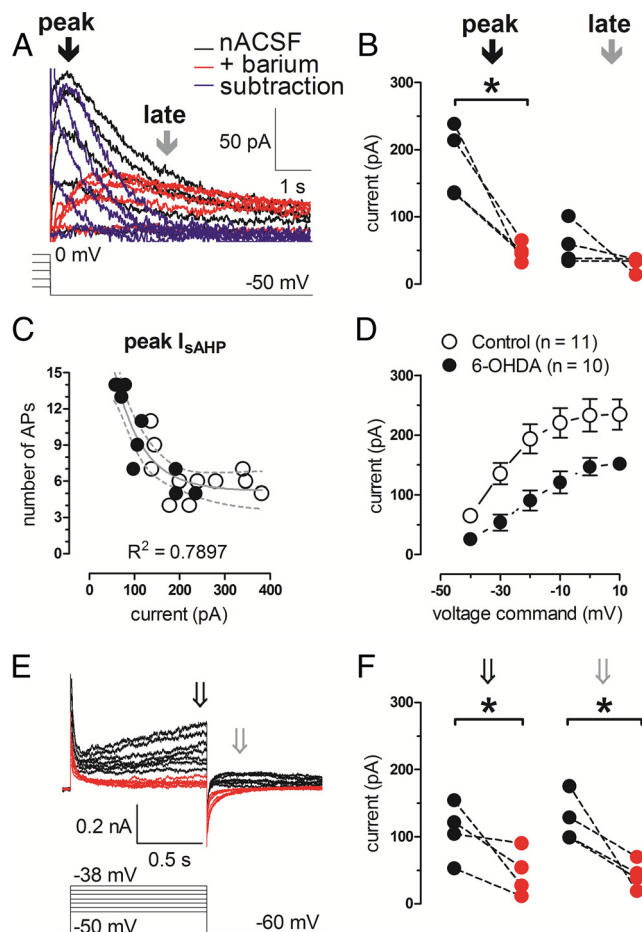 A
peak
nACSF
+ barium
subtraction
late
50 pA
1 s
0 mV
-50 mV
B
peak
late
300
200
100
0
current (pA)
*
C
peak IsAHP
15
12
9
6
3
0
number of APs
R² = 0.7897
0 100 200 300 400
current (pA)
D
Control (n = 11)
6-OHDA (n = 10)
300
200
100
0
current (pA)
-50 -30 -10 10
voltage command (mV)
E
0.2 nA
0.5 s
-38 mV
-50 mV
-60 mV
F
300
200
100
0
current (pA)
* *